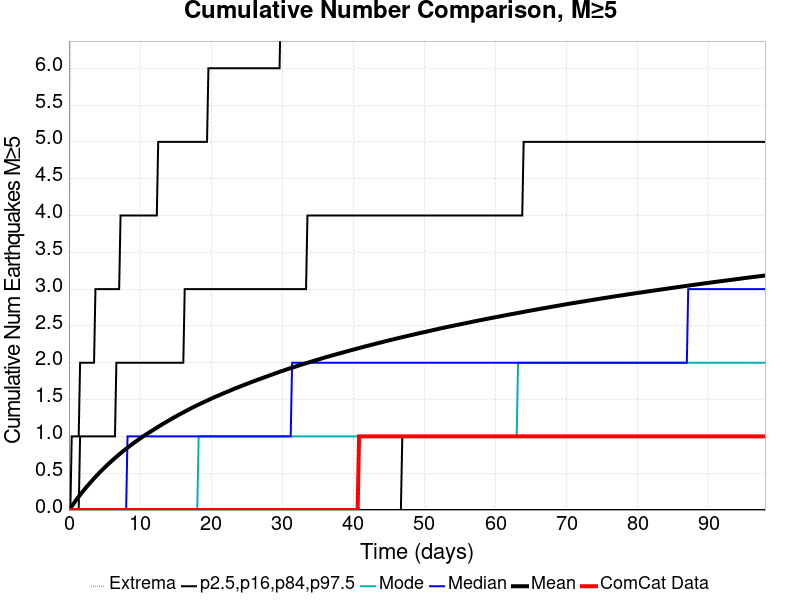 Cumulative Number Comparison, M≥5
Cumulative Num Earthquakes M≥5
6.0
5.5
5.0
4.5
4.0
3.5
3.0
2.5
2.0
1.5
1.0
0.5
0.0
0 10 20 30 40 50 60 70 80 90
Time (days)
Extrema p2.5,p16,p84,p97.5 Mode Median Mean ComCat Data